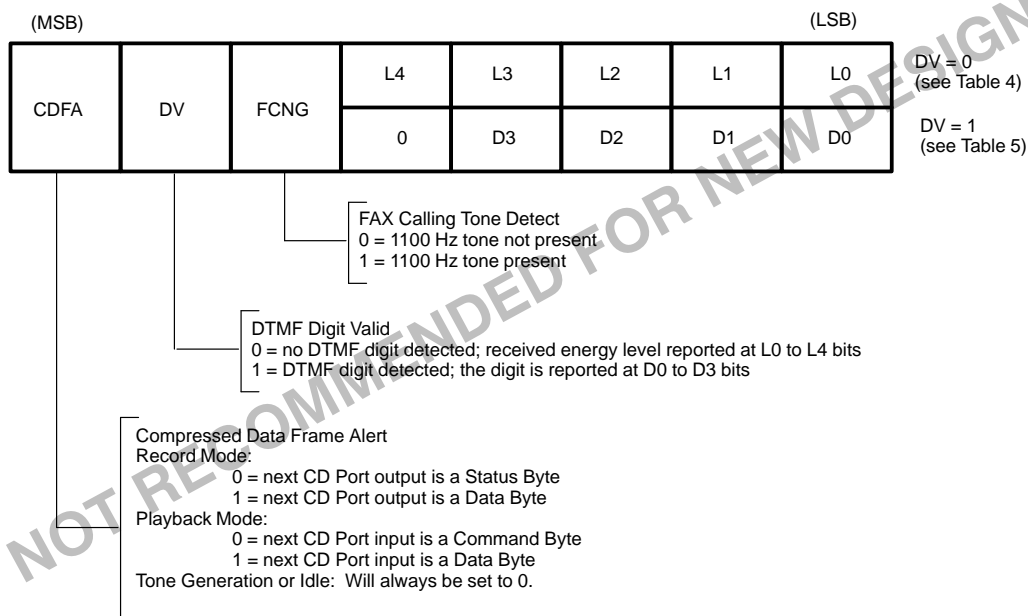 (MSB) (LSB)
CDFA DV FCNG L4 L3 L2 L1 L0 DV = 0
(see Table 4)
0 D3 D2 D1 D0 DV = 1
(see Table 5)
FAX Calling Tone Detect
0 = 1100 Hz tone not present
1 = 1100 Hz tone present
DTMF Digit Valid
0 = no DTMF digit detected; received energy level reported at L0 to L4 bits
1 = DTMF digit detected; the digit is reported at D0 to D3 bits
Compressed Data Frame Alert
Record Mode:
0 = next CD Port output is a Status Byte
1 = next CD Port output is a Data Byte
Playback Mode:
0 = next CD Port input is a Command Byte
1 = next CD Port input is a Data Byte
Tone Generation or Idle: Will always be set to 0.
NOT RECOMMENDED FOR NEW DESIGN